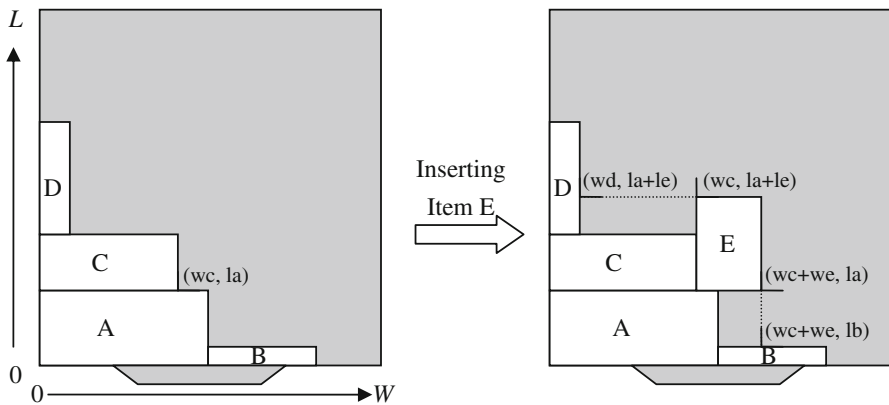 L
D
C
(wc, la)
A
B
0
0
W
Inserting
Item E
(wd, la+le)
(wc, la+le)
D
E
C
(wc+we, la)
A
(wc+we, lb)
B